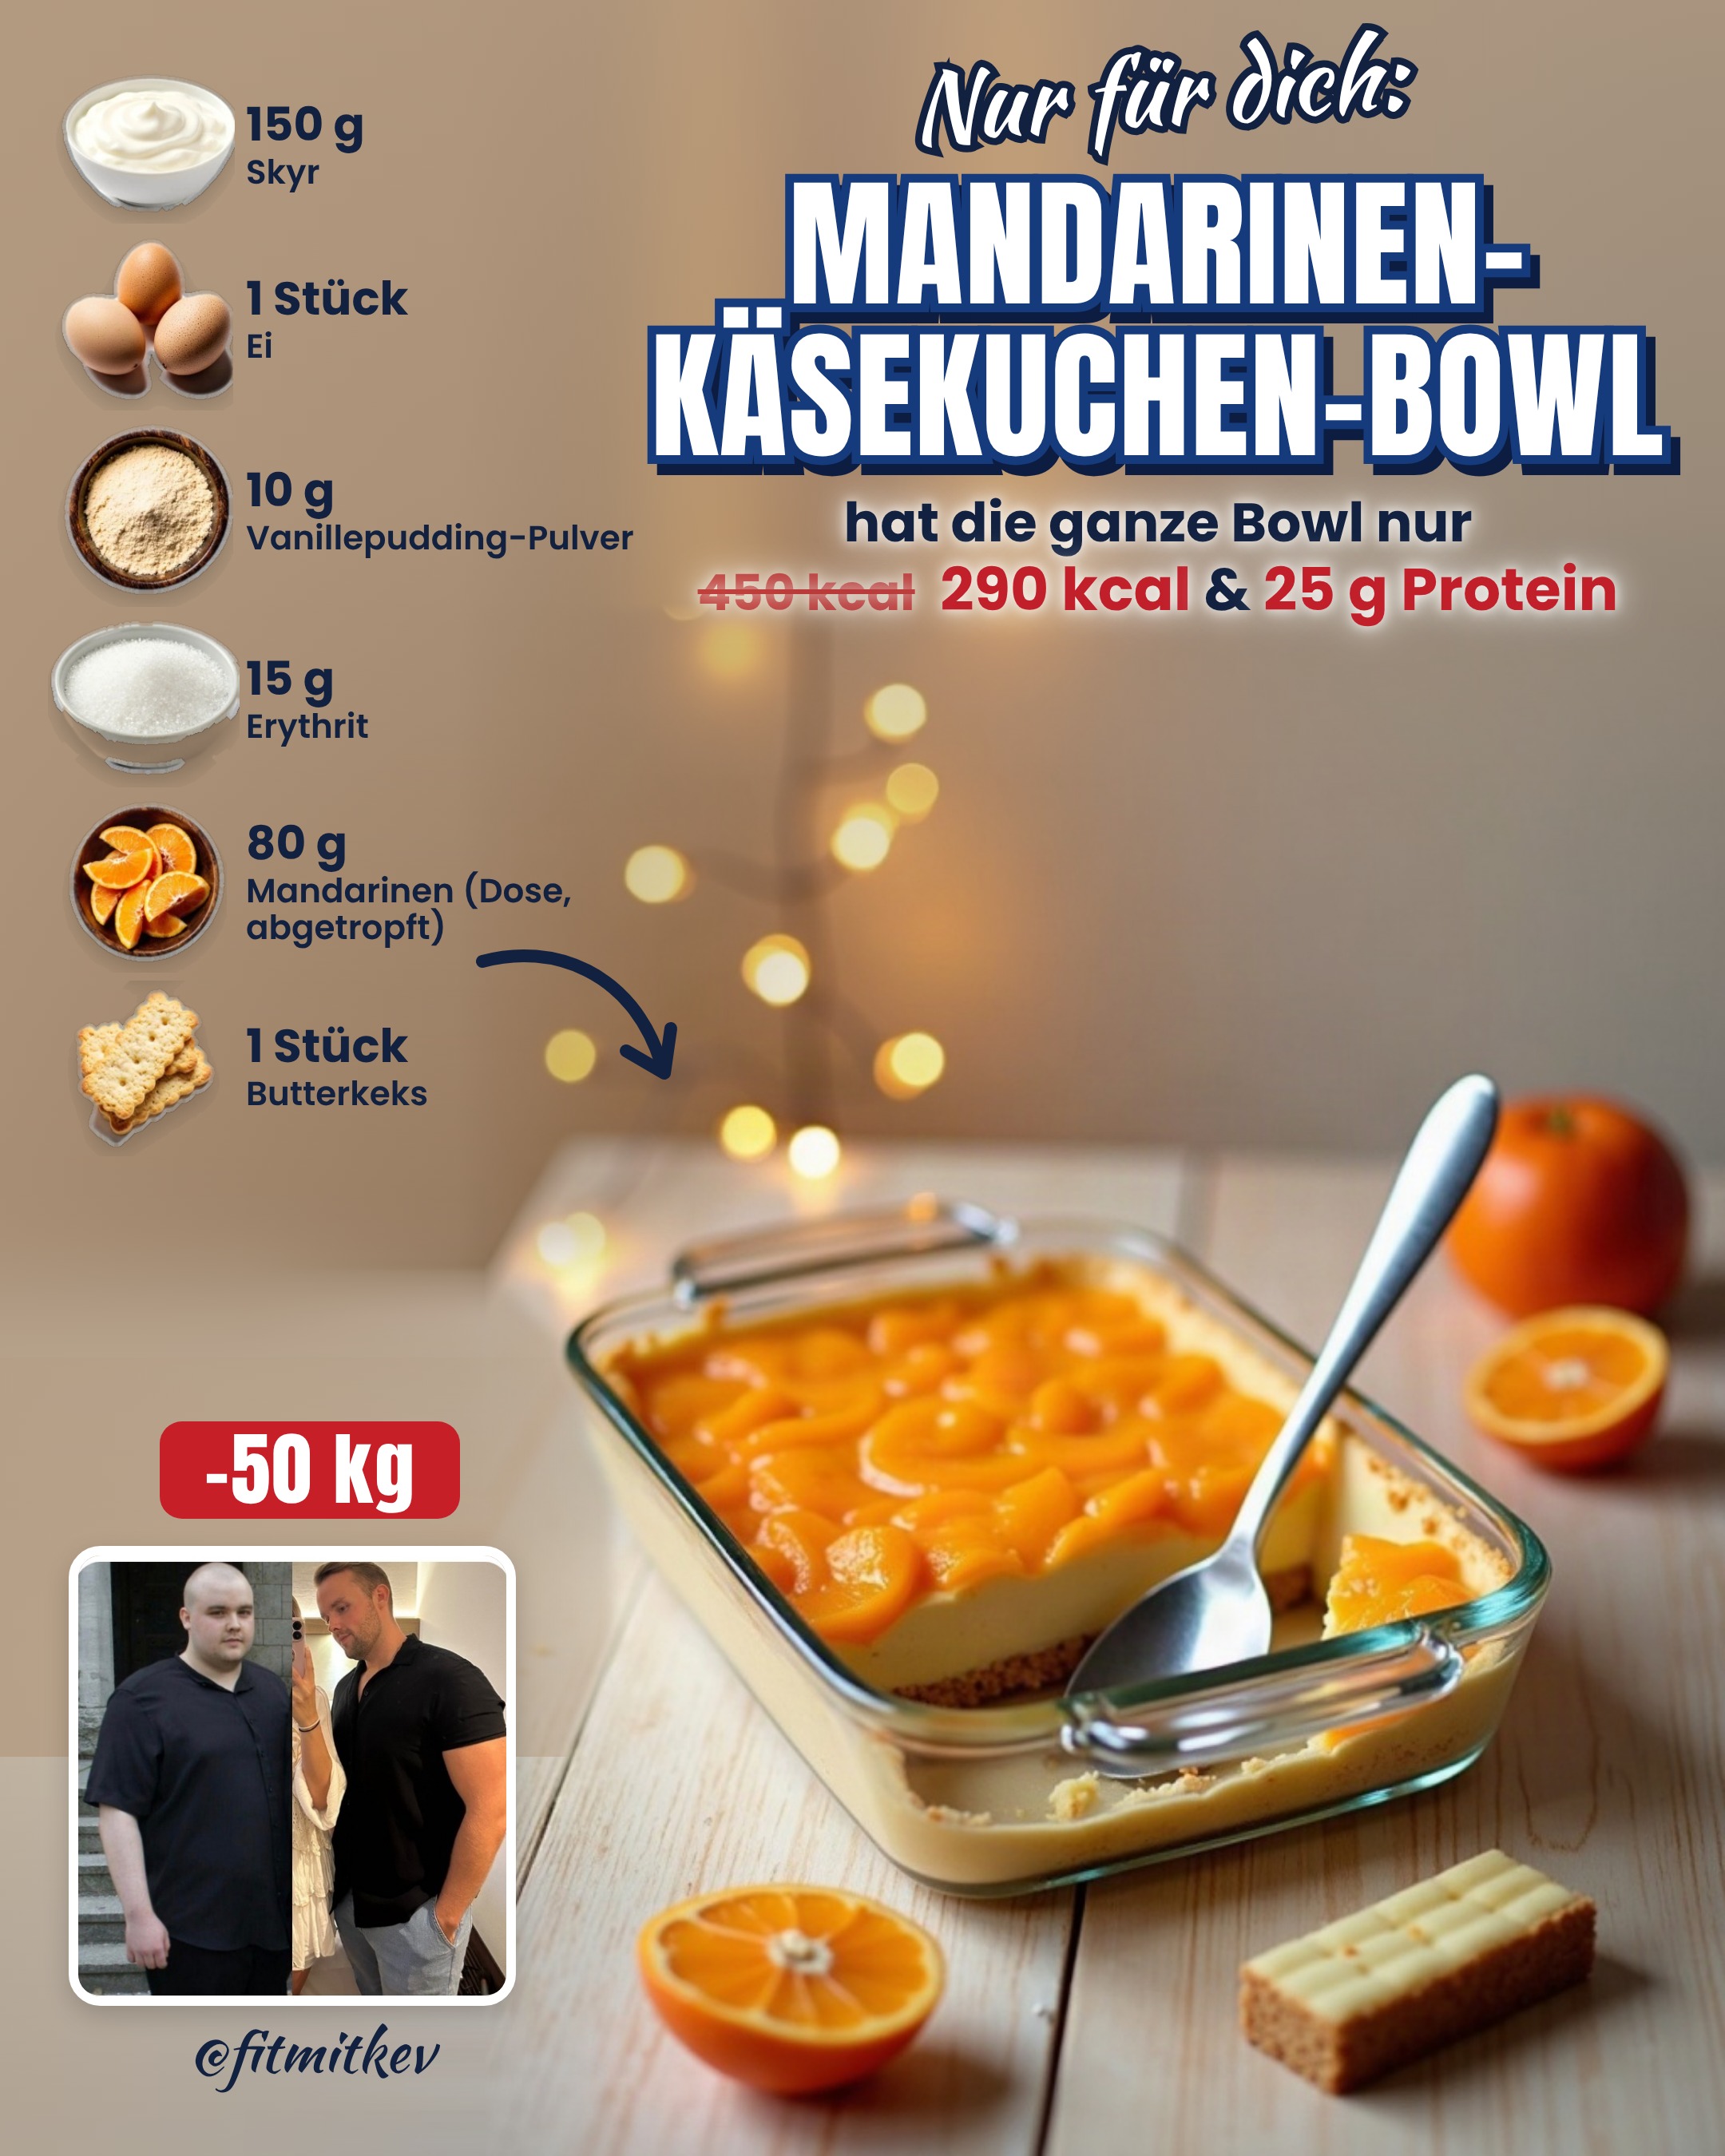 Nur für dich:
MANDARINEN-
KÄSEKUCHEN-BOWL
hat die ganze Bowl nur
450 kcal 290 kcal & 25 g Protein
150 g
Skyr
1 Stück
Ei
10 g
Vanillepudding-Pulver
15 g
Erythrit
80 g
Mandarinen (Dose,
abgetropft)
1 Stück
Butterkeks
-50 kg
@fitmitkev